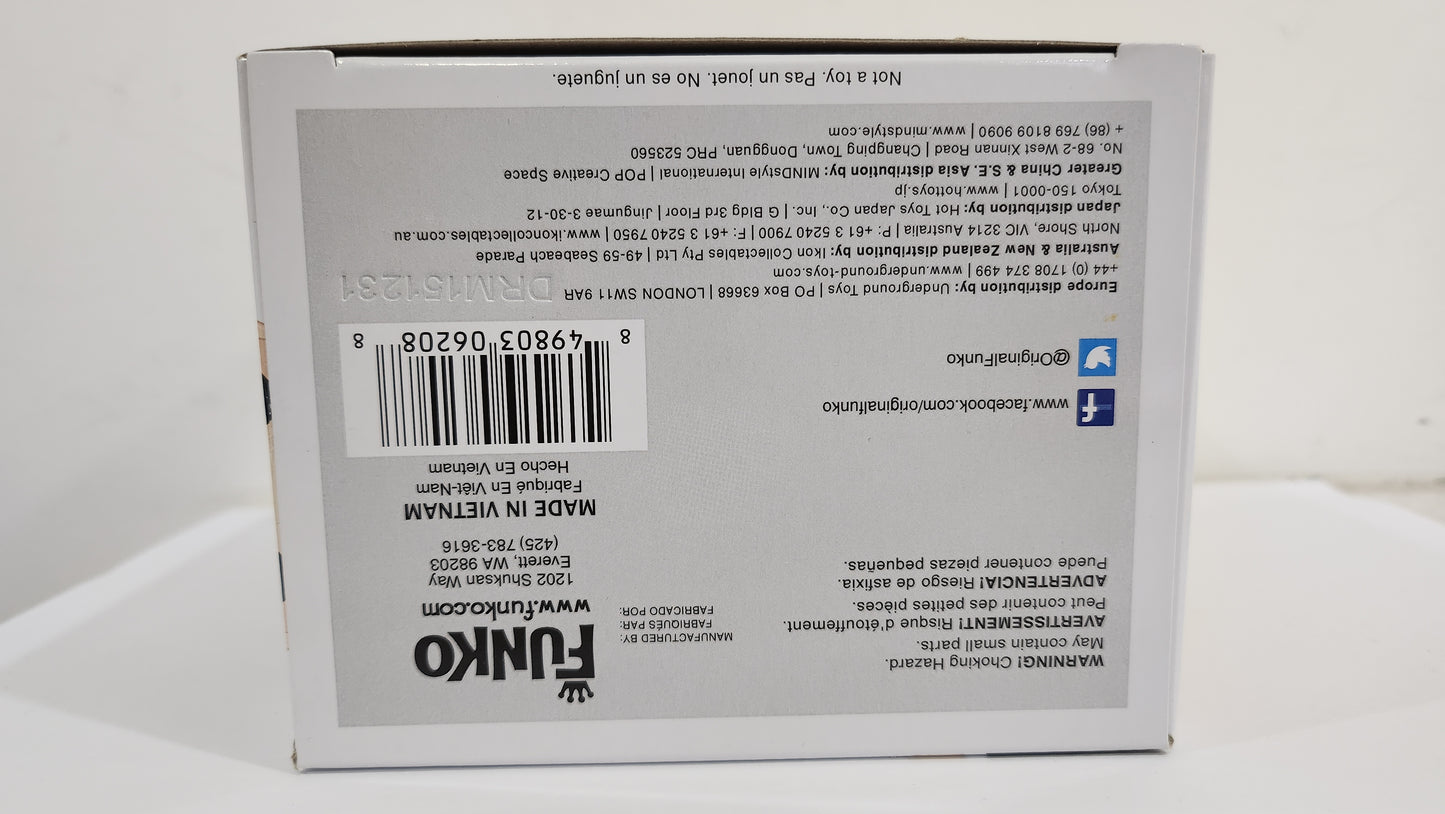 FUNKO
www.funko.com
1202 Shuksan Way
Everett, WA 98203
(425) 783-3616
MADE IN VIETNAM
Fabriqué En Viêt-Nam
Hecho En Vietnam
8 49803 06208 8
MANUFACTURED BY:
FABRIQUÉS PAR:
FABRICADO POR:
WARNING! Choking Hazard.
May contain small parts.
AVERTISSEMENT! Risque d'étouffement.
Peut contenir des petites pièces.
ADVERTENCIA! Riesgo de asfixia.
Puede contener piezas pequeñas.
f www.facebook.com/originalfunko
@OriginalFunko
DRM151231
Europe distribution by: Underground Toys | PO Box 63668 | LONDON SW11 9AR
+44 (0) 1708 374 499 | www.underground-toys.com
Australia & New Zealand distribution by: Ikon Collectables Pty Ltd | 49-59 Seabeach Parade
North Shore, VIC 3214 Australia | P: +61 3 5240 7900 | F: +61 3 5240 7950 | www.ikoncollectables.com.au
Japan distribution by: Hot Toys Japan Co., Inc. | G Bldg 3rd Floor | Jingumae 3-30-12
Tokyo 150-0001 | www.hottoys.jp
Greater China & S.E. Asia distribution by: MINDstyle International | POP Creative Space
No. 68-2 West Xinnan Road | Changping Town, Dongguan, PRC 523560
+ (86) 769 8109 9090 | www.mindstyle.com
Not a toy. Pas un jouet. No es un juguete.